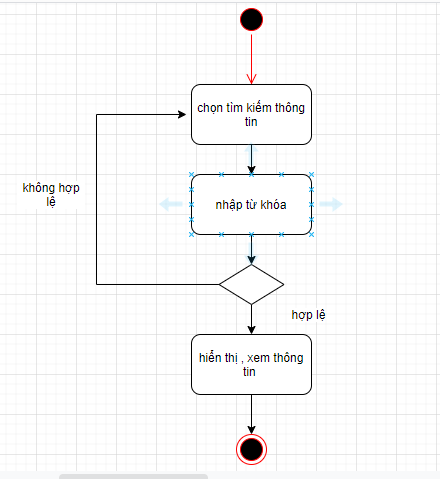 chọn tìm kiếm thông
tin
không hợp
lệ
nhập từ khóa
hợp lệ
hiển thị , xem thông
tin